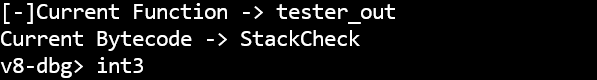 [-]Current Function -> tester_out
Current Bytecode -> StackCheck
v8-dbg> int3